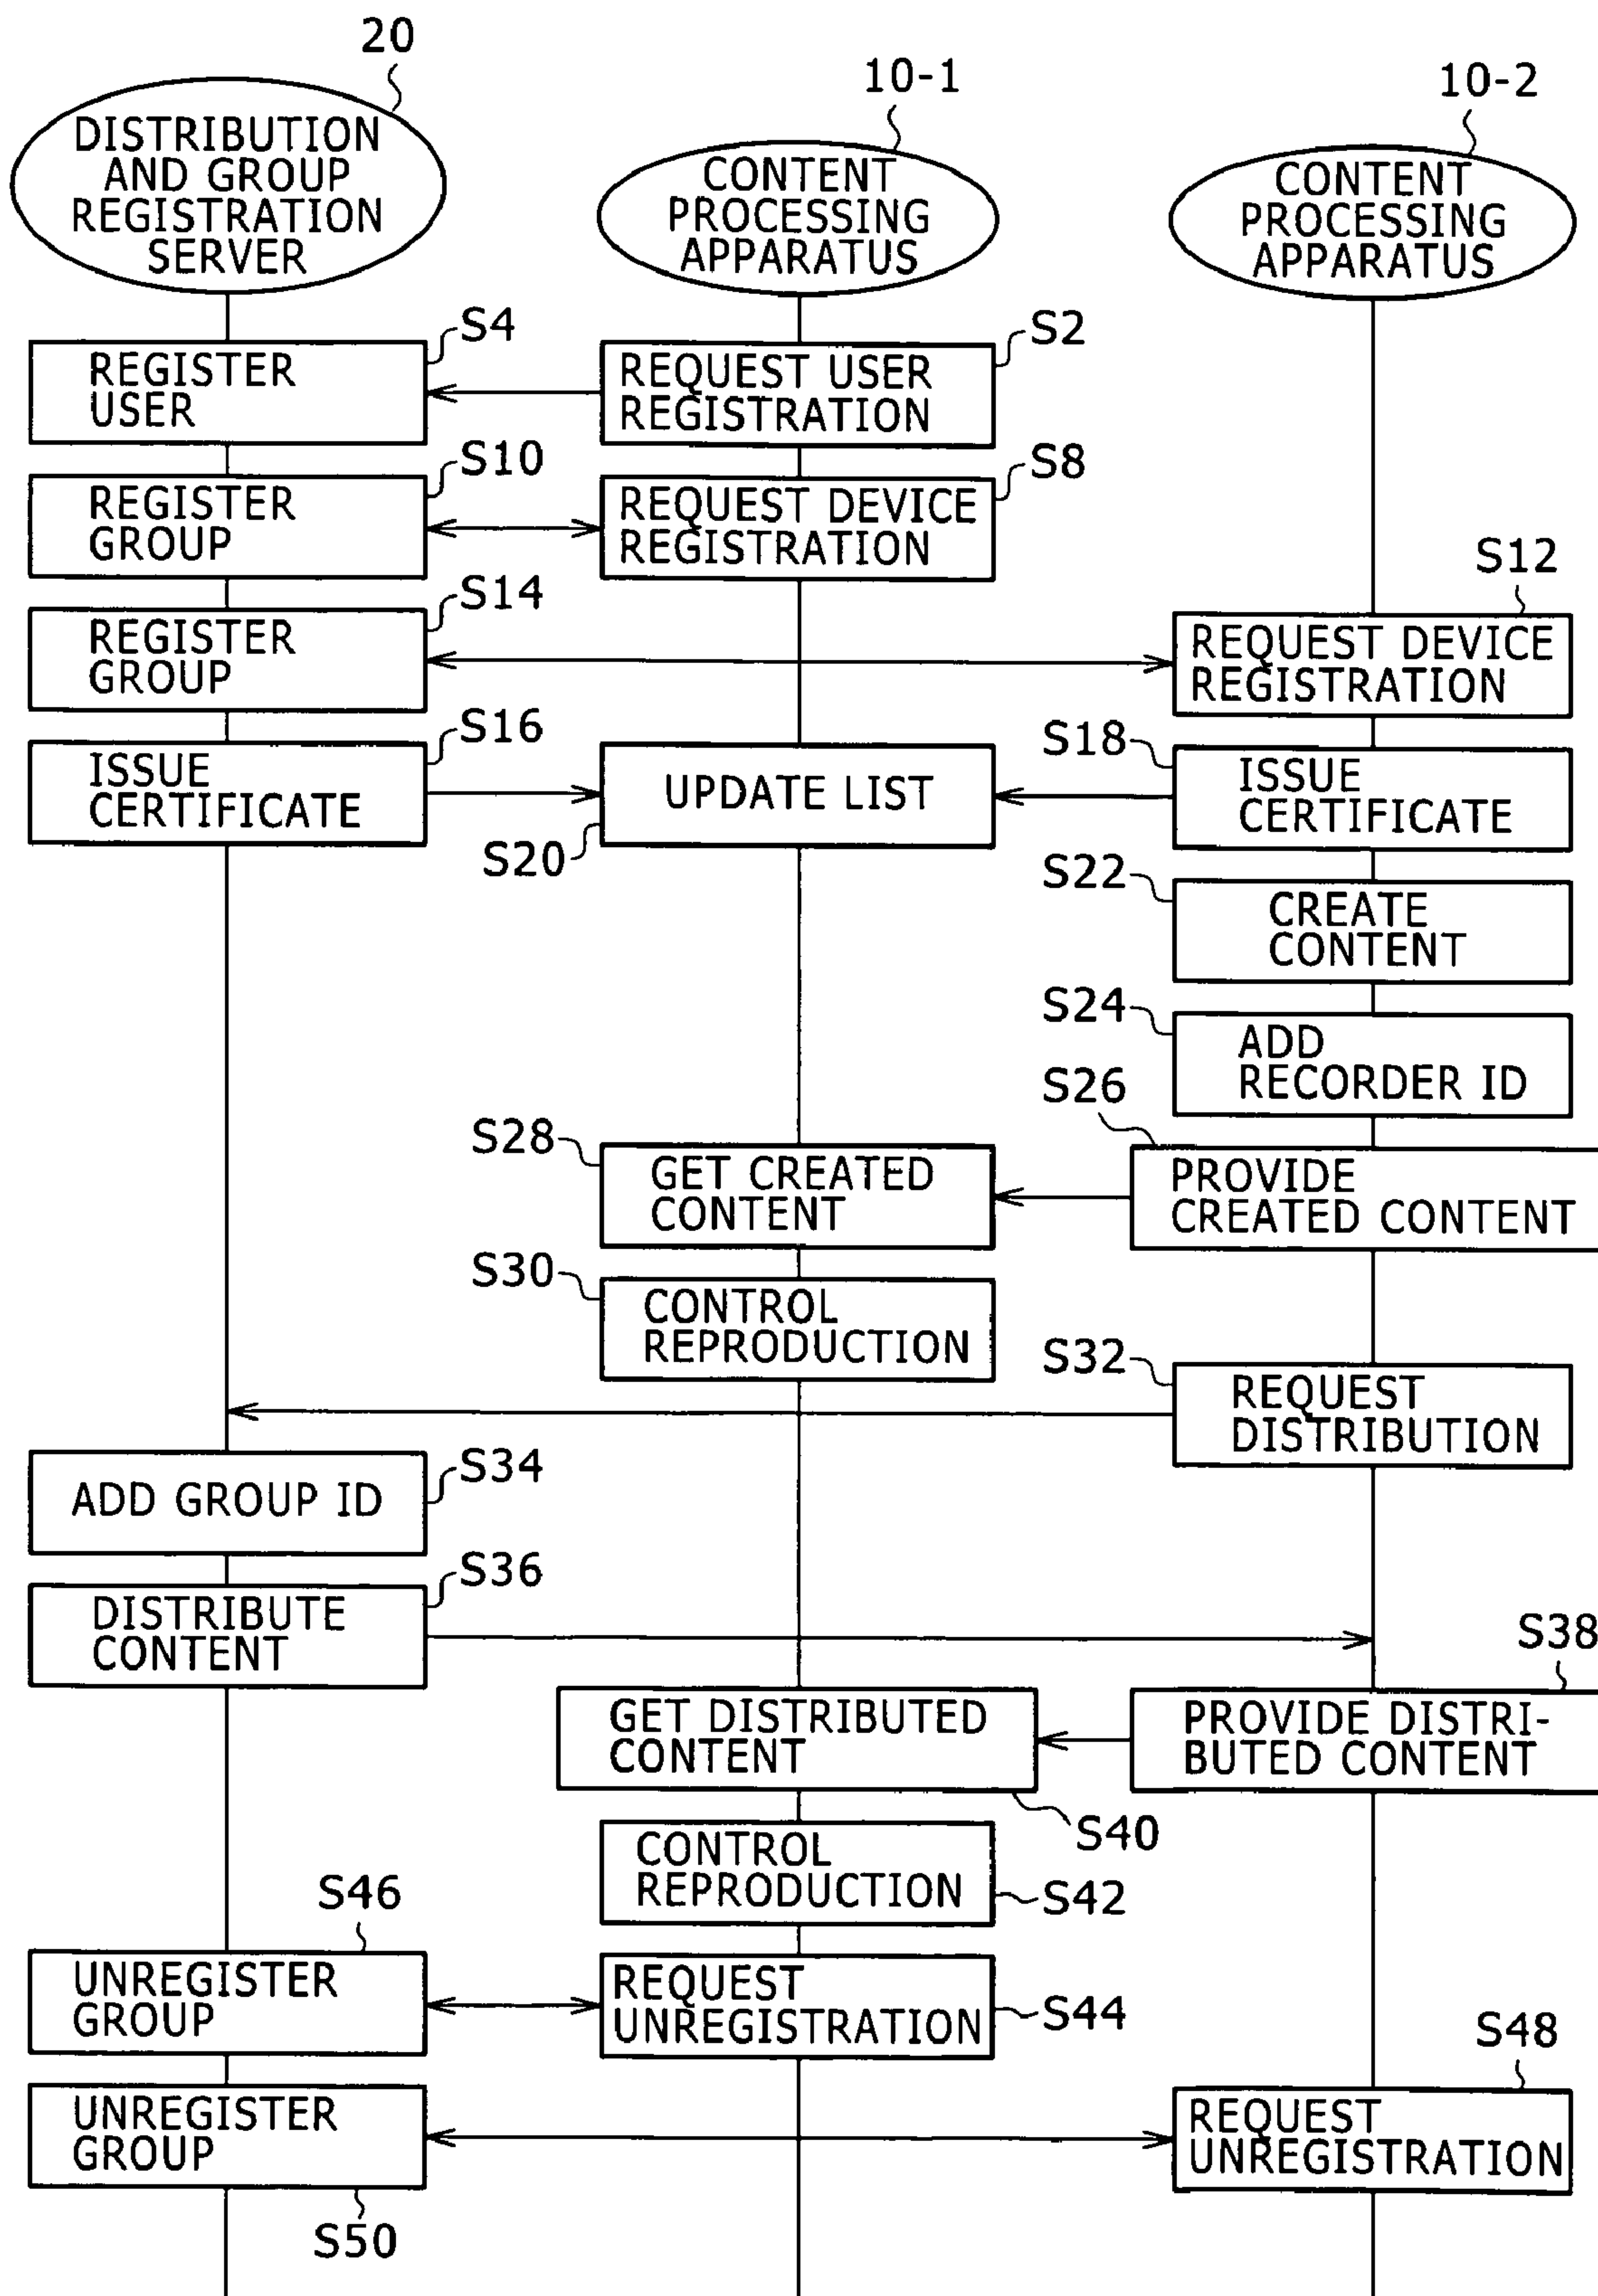 20
DISTRIBUTION
AND GROUP
REGISTRATION
SERVER
10-1
CONTENT
PROCESSING
APPARATUS
10-2
CONTENT
PROCESSING
APPARATUS
S4
REGISTER
USER
S2
REQUEST USER
REGISTRATION
S10
REGISTER
GROUP
S8
REQUEST DEVICE
REGISTRATION
S14
REGISTER
GROUP
S12
REQUEST DEVICE
REGISTRATION
S16
ISSUE
CERTIFICATE
UPDATE LIST
S20
S18
ISSUE
CERTIFICATE
S22
CREATE
CONTENT
S24
ADD
RECORDER ID
S26
PROVIDE
CREATED CONTENT
S28
GET CREATED
CONTENT
S30
CONTROL
REPRODUCTION
S32
REQUEST
DISTRIBUTION
S34
ADD GROUP ID
S36
DISTRIBUTE
CONTENT
S38
PROVIDE DISTRI-
BUTED CONTENT
GET DISTRIBUTED
CONTENT
S40
CONTROL
REPRODUCTION
S42
S46
UNREGISTER
GROUP
REQUEST
UNREGISTRATION
S44
S48
REQUEST
UNREGISTRATION
UNREGISTER
GROUP
S50